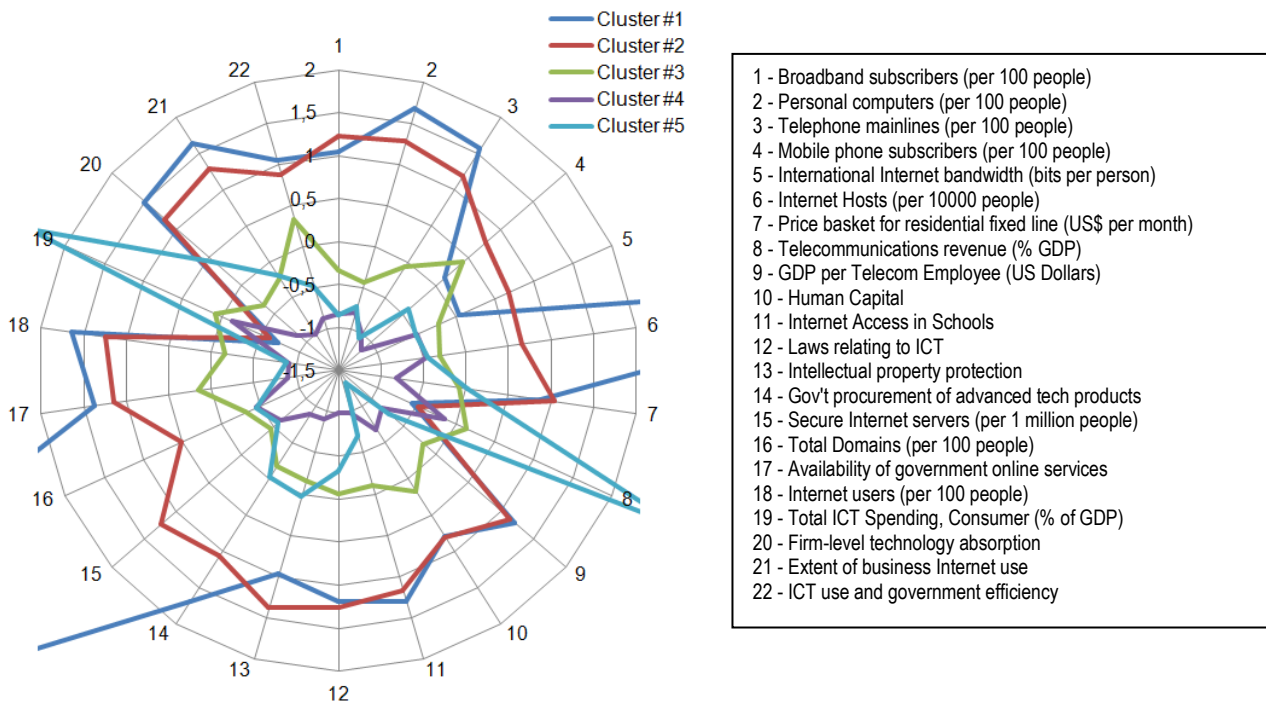 Cluster #1
Cluster #2
Cluster #3
Cluster #4
Cluster #5
1
2
3
4
5
6
7
8
9
10
11
12
13
14
15
16
17
18
19
20
21
22
2
1,5
1
0,5
0
-0,5
-1
-1,5
1 - Broadband subscribers (per 100 people)
2 - Personal computers (per 100 people)
3 - Telephone mainlines (per 100 people)
4 - Mobile phone subscribers (per 100 people)
5 - International Internet bandwidth (bits per person)
6 - Internet Hosts (per 10000 people)
7 - Price basket for residential fixed line (US$ per month)
8 - Telecommunications revenue (% GDP)
9 - GDP per Telecom Employee (US Dollars)
10 - Human Capital
11 - Internet Access in Schools
12 - Laws relating to ICT
13 - Intellectual property protection
14 - Gov't procurement of advanced tech products
15 - Secure Internet servers (per 1 million people)
16 - Total Domains (per 100 people)
17 - Availability of government online services
18 - Internet users (per 100 people)
19 - Total ICT Spending, Consumer (% of GDP)
20 - Firm-level technology absorption
21 - Extent of business Internet use
22 - ICT use and government efficiency